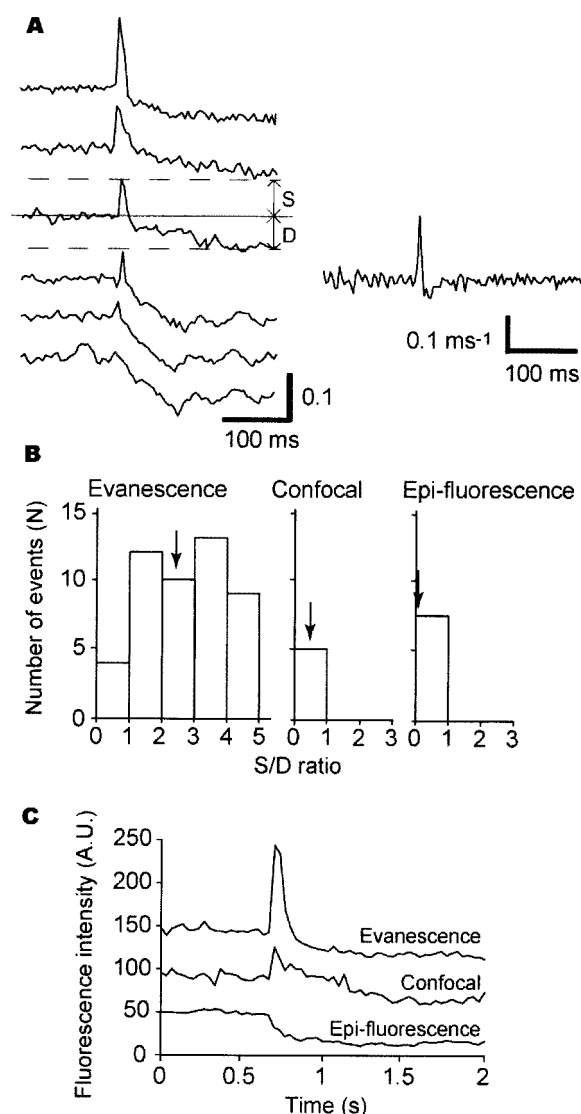 A
S
D
0.1
100 ms
0.1 ms-1
100 ms
B
Evanescence
Confocal
Epi-fluorescence
Number of events (N)
15
10
5
0
0 1 2 3 4 5
0 1 2 3
0 1 2 3
S/D ratio
C
Fluorescence intensity (A.U.)
250
200
150
100
50
0
Evanescence
Confocal
Epi-fluorescence
0 0.5 1 1.5 2
Time (s)